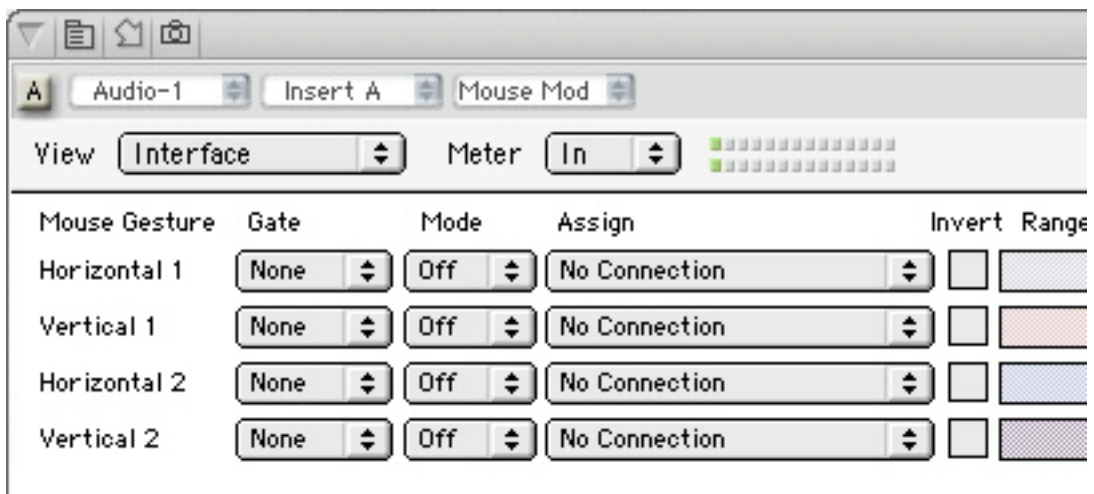 A Audio-1 Insert A Mouse Mod
View Interface Meter In
Mouse Gesture Gate Mode Assign Invert Range
Horizontal 1 None Off No Connection
Vertical 1 None Off No Connection
Horizontal 2 None Off No Connection
Vertical 2 None Off No Connection